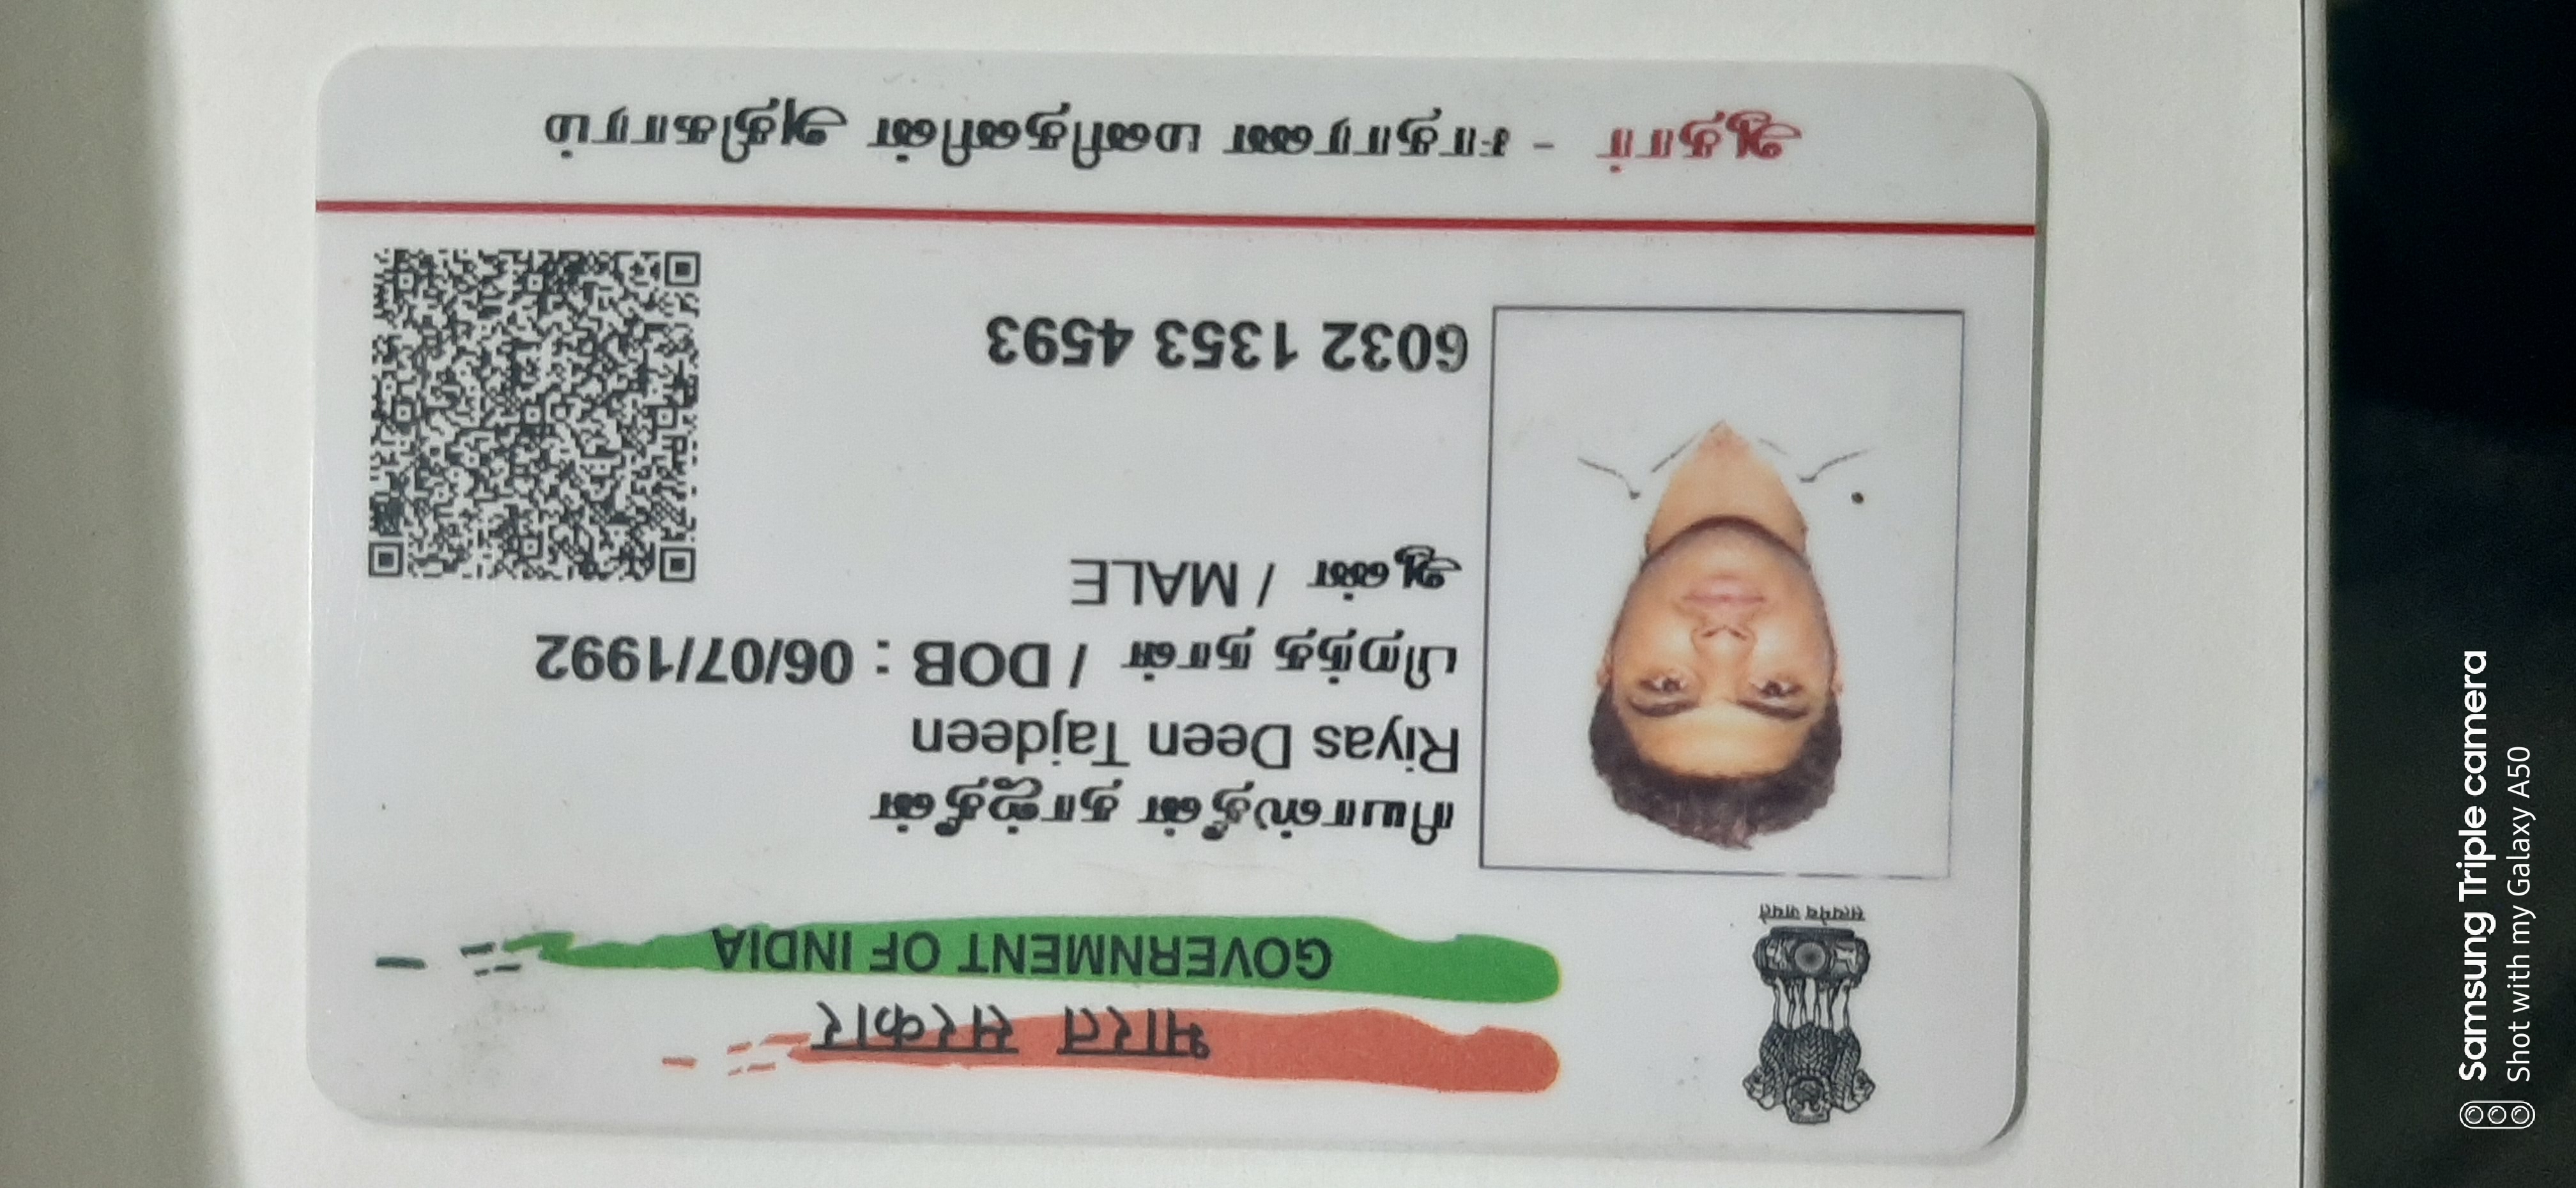 भारत सरकार
GOVERNMENT OF INDIA
सत्यमेव जयते
ரியாஸ்தீன் தாஜ்தீன்
Riyas Deen Tajdeen
பிறந்த நாள் / DOB : 06/07/1992
ஆண் / MALE
6032 1353 4593
ஆதார் - சாதாரண மனிதனின் அதிகாரம்
Samsung Triple camera
Shot with my Galaxy A50